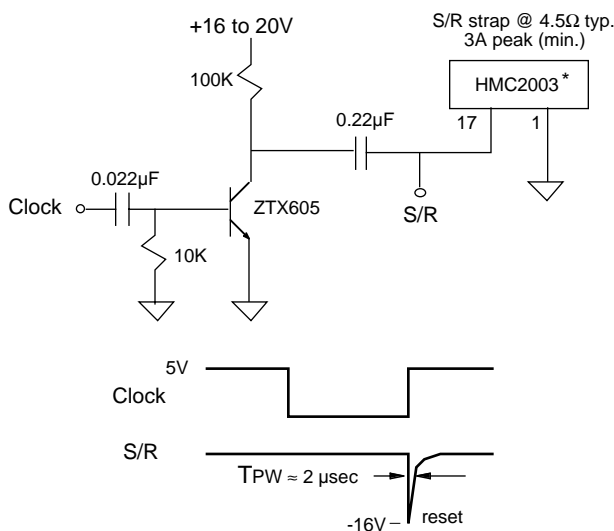 +16 to 20V
S/R strap @ 4.5Ω typ.
3A peak (min.)
100K
HMC2003*
17
1
0.22µF
0.022µF
Clock
ZTX605
S/R
10K
5V
Clock
S/R
TPW ≈ 2 µsec
-16V
reset